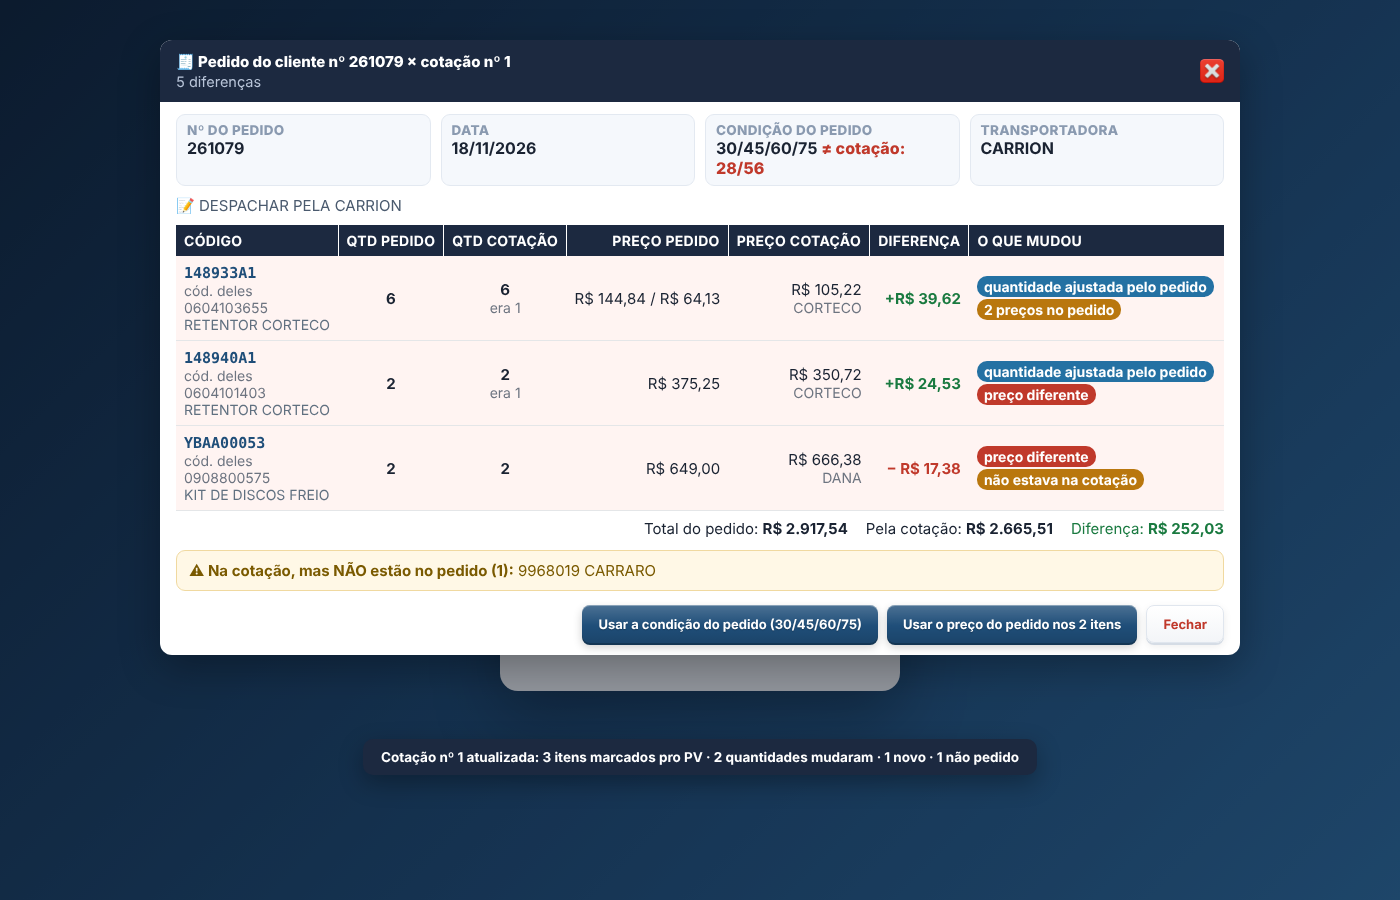 🧾 Pedido do cliente nº 261079 × cotação nº 1
5 diferenças
Nº DO PEDIDO
261079
DATA
18/11/2026
CONDIÇÃO DO PEDIDO
30/45/60/75 ≠ cotação:
28/56
TRANSPORTADORA
CARRION
📝 DESPACHAR PELA CARRION
CÓDIGO QTD PEDIDO QTD COTAÇÃO PREÇO PEDIDO PREÇO COTAÇÃO DIFERENÇA O QUE MUDOU
148933A1
cód. deles
0604103655
RETENTOR CORTECO
6
6
era 1
R$ 144,84 / R$ 64,13
R$ 105,22
CORTECO
+R$ 39,62
quantidade ajustada pelo pedido
2 preços no pedido
148940A1
cód. deles
0604101403
RETENTOR CORTECO
2
2
era 1
R$ 375,25
R$ 350,72
CORTECO
+R$ 24,53
quantidade ajustada pelo pedido
preço diferente
YBAA00053
cód. deles
0908800575
KIT DE DISCOS FREIO
2
2
R$ 649,00
R$ 666,38
DANA
− R$ 17,38
preço diferente
não estava na cotação
Total do pedido: R$ 2.917,54 Pela cotação: R$ 2.665,51 Diferença: R$ 252,03
⚠ Na cotação, mas NÃO estão no pedido (1): 9968019 CARRARO
Usar a condição do pedido (30/45/60/75)
Usar o preço do pedido nos 2 itens
Fechar
Cotação nº 1 atualizada: 3 itens marcados pro PV · 2 quantidades mudaram · 1 novo · 1 não pedido